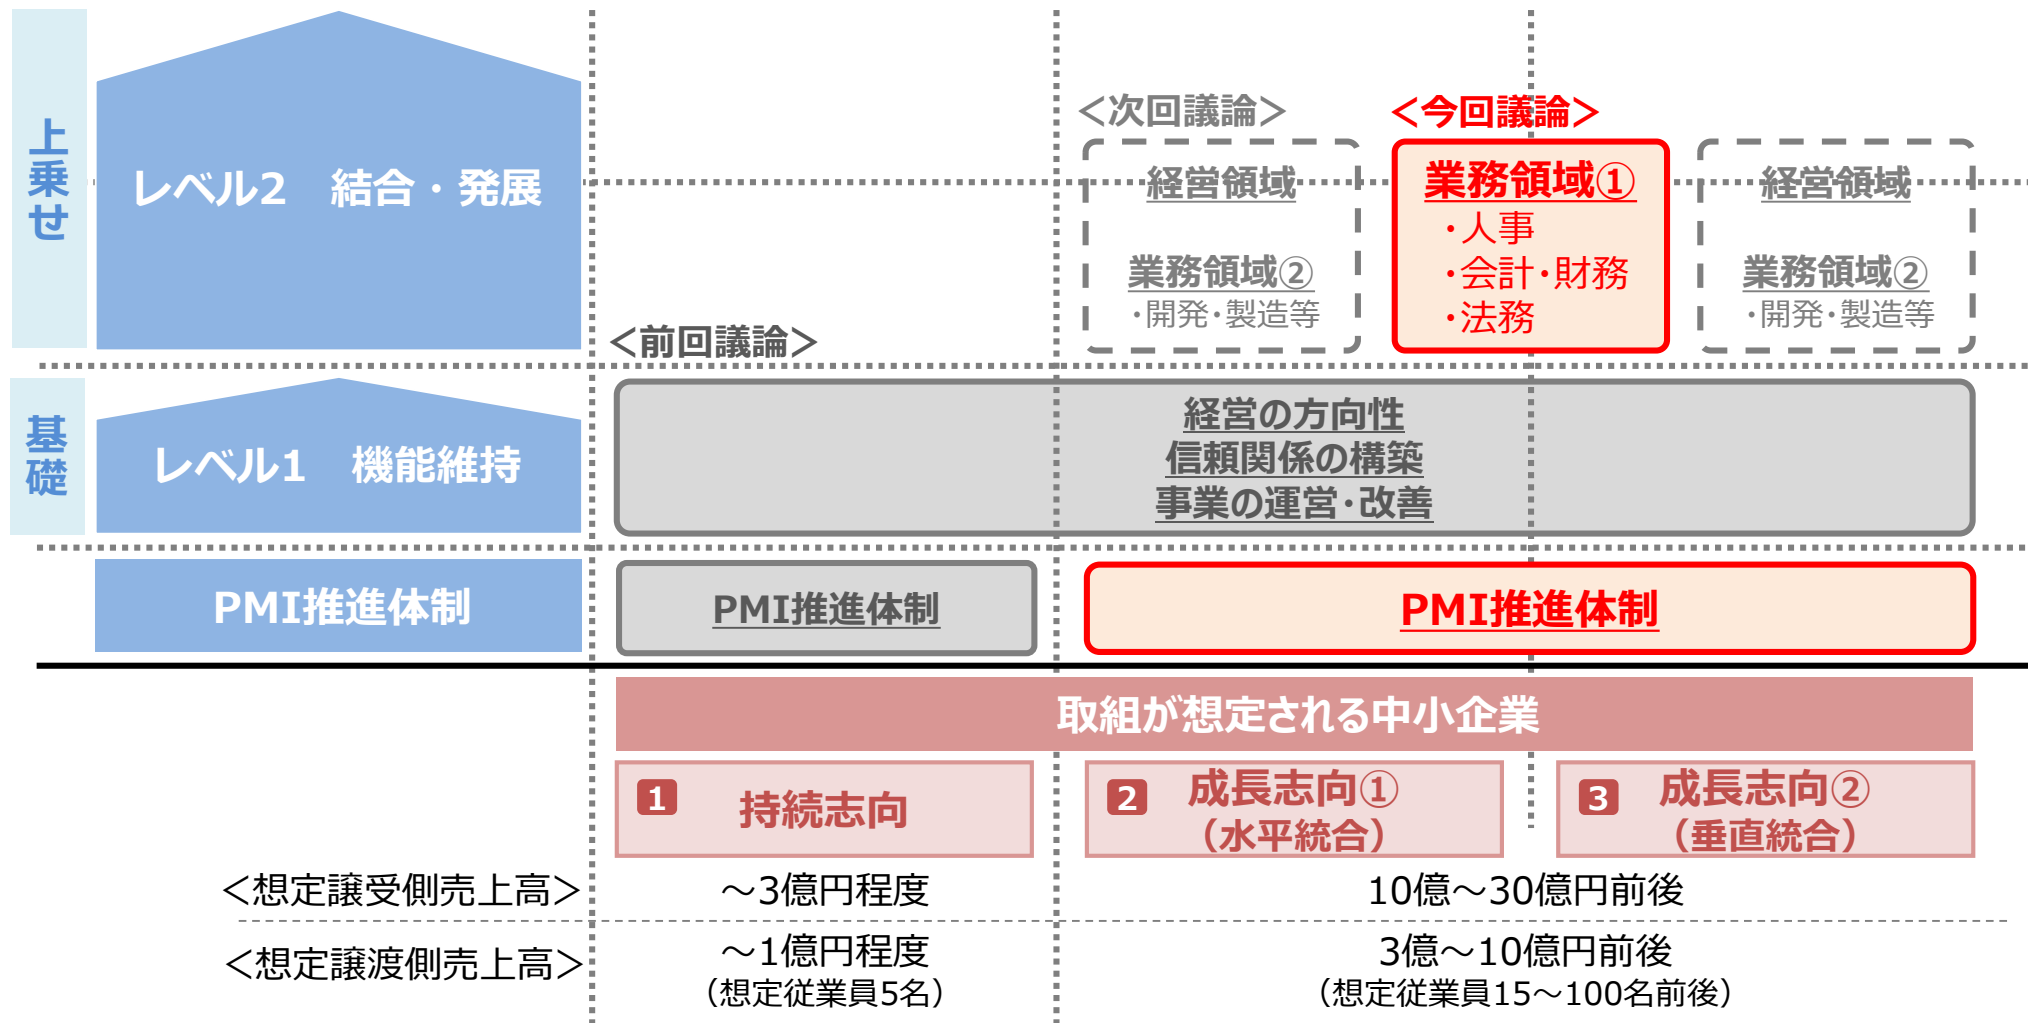 上乗せ
レベル2　結合・発展
＜次回議論＞
経営領域
業務領域②
・開発・製造等
＜今回議論＞
業務領域①
・人事
・会計・財務
・法務
経営領域
業務領域②
・開発・製造等
＜前回議論＞
基礎
レベル1　機能維持
経営の方向性
信頼関係の構築
事業の運営・改善
PMI推進体制
PMI推進体制
PMI推進体制
取組が想定される中小企業
1
持続志向
2
成長志向①
（水平統合）
3
成長志向②
（垂直統合）
＜想定譲受側売上高＞
～3億円程度
10億～30億円前後
＜想定譲渡側売上高＞
～1億円程度
（想定従業員5名）
3億～10億円前後
（想定従業員15～100名前後）